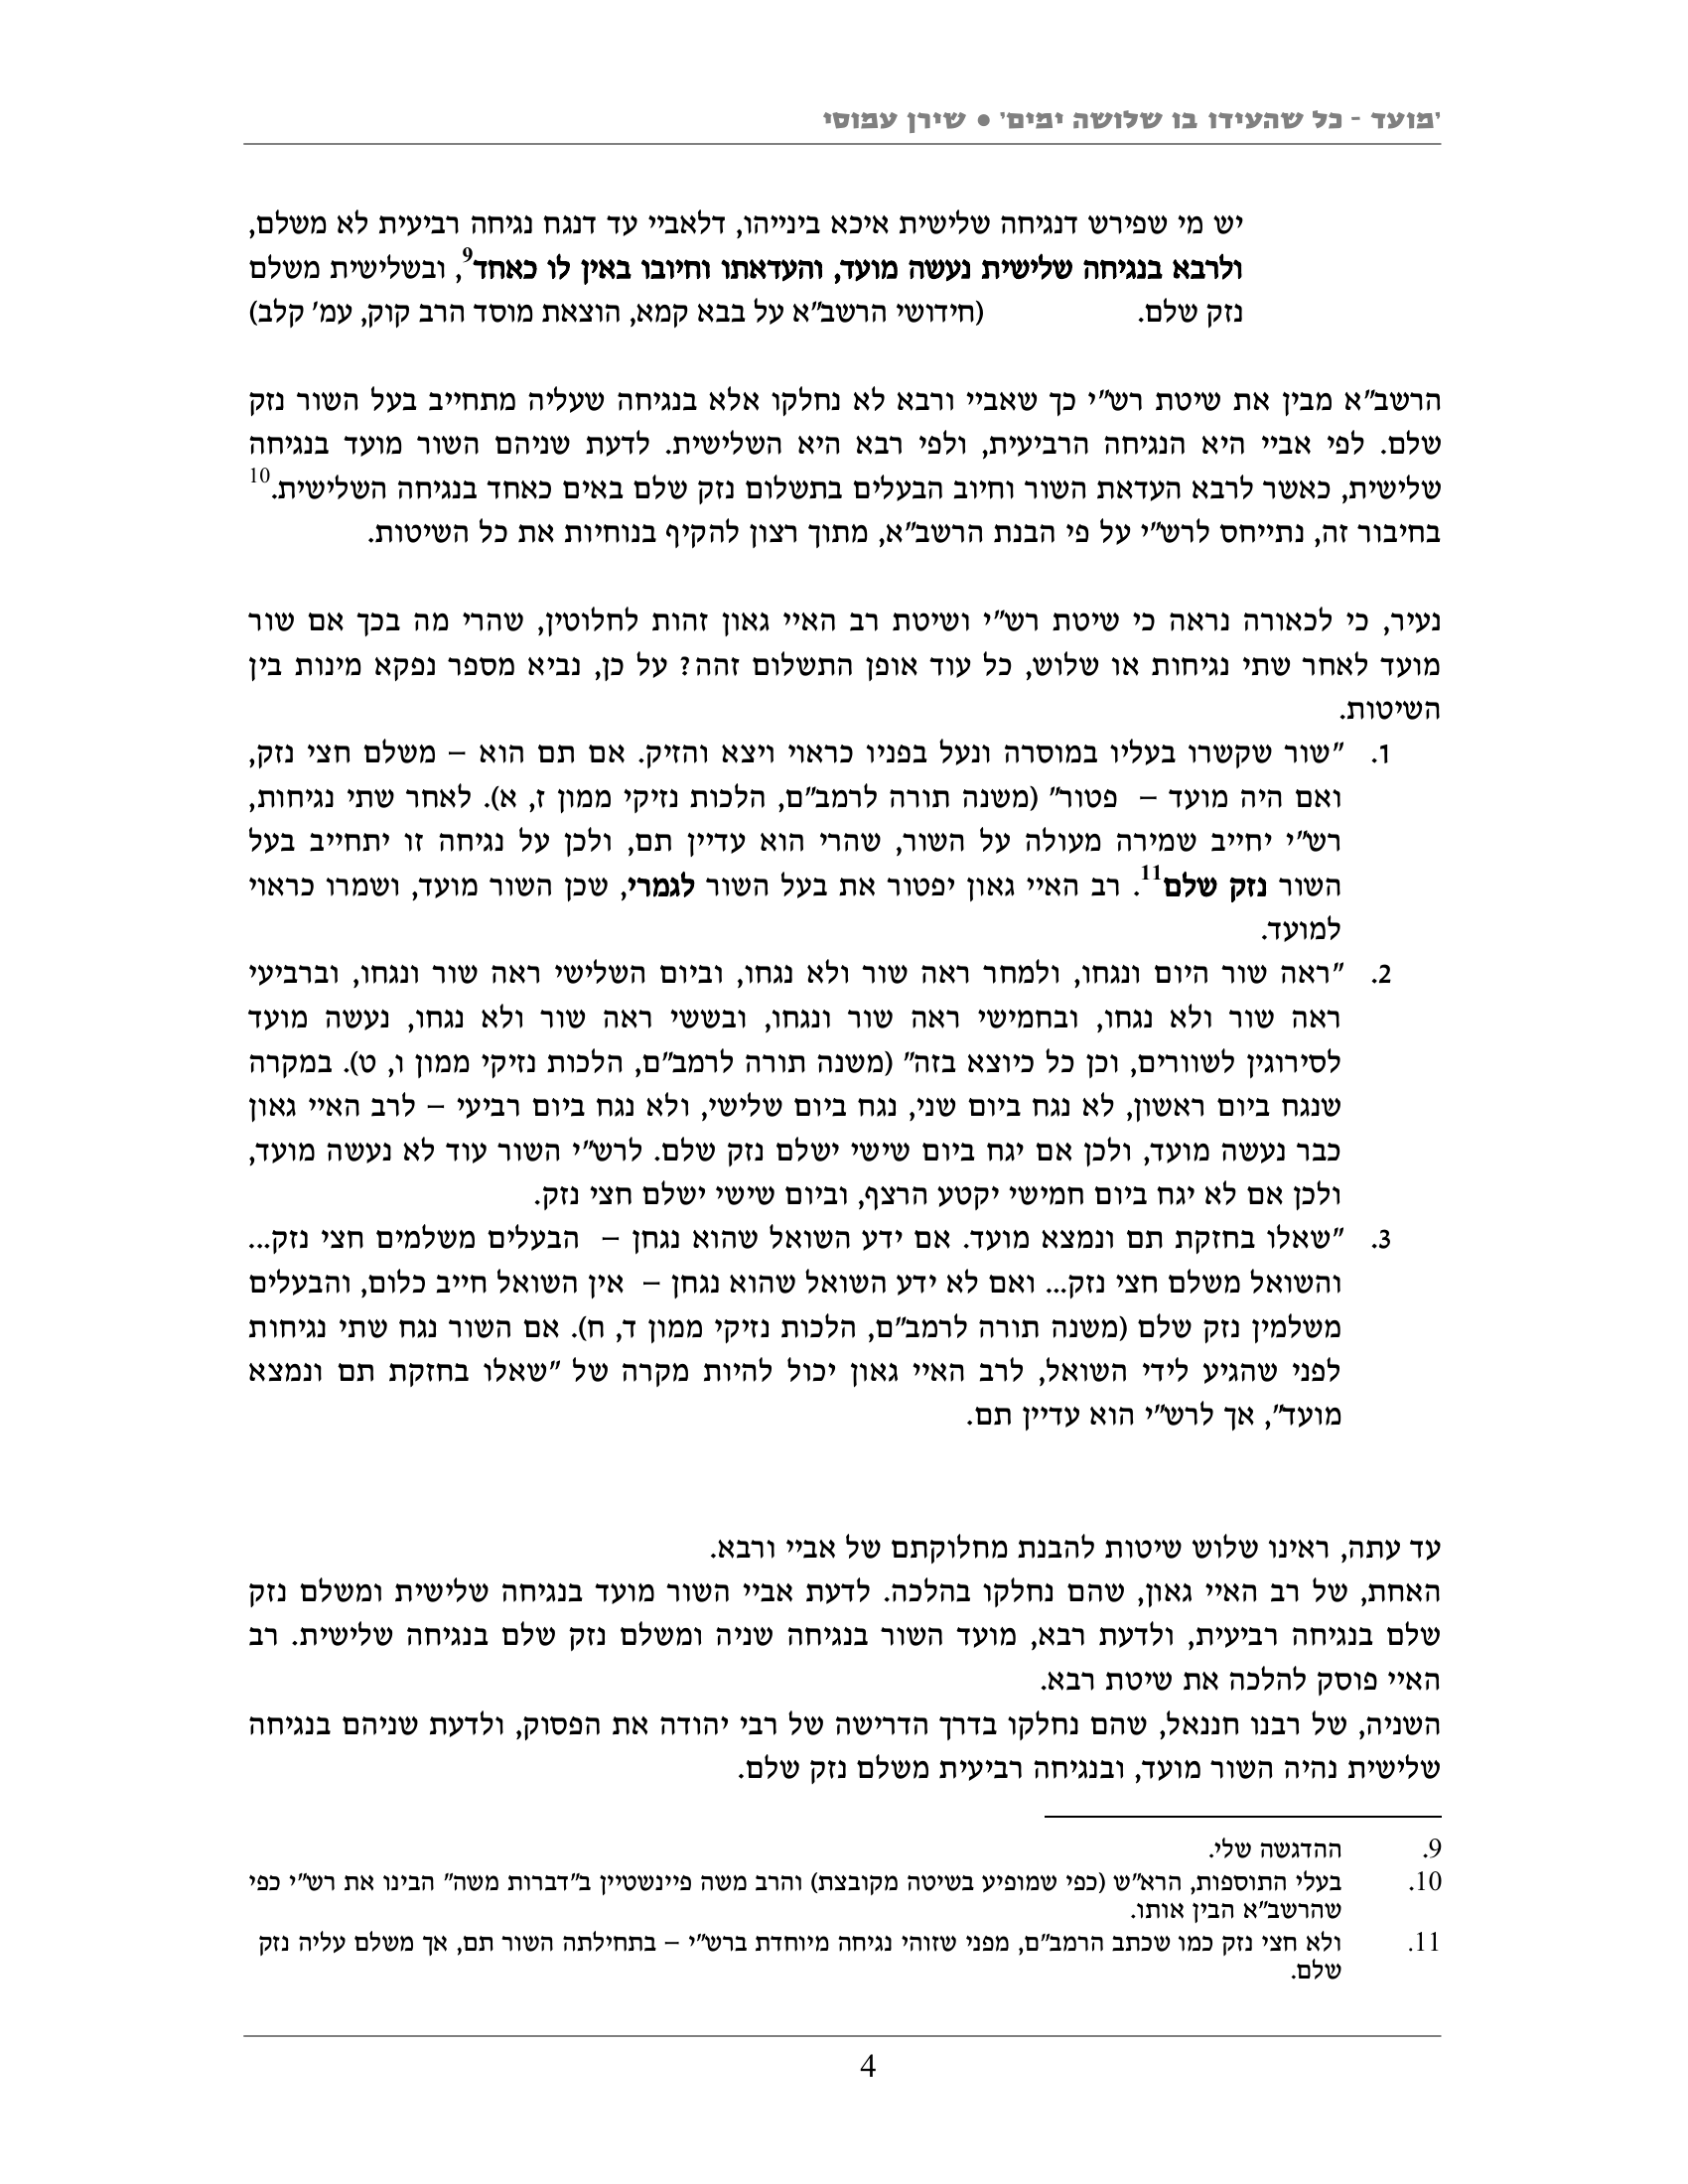 'מועד - כל שהעידו בו שלושה ימים' • שירן עמוסי
יש מי שפירש דנגיחה שלישית איכא בינייהו, דלאביי עד דנגח נגיחה רביעית לא משלם,
ולרבא בנגיחה שלישית נעשה מועד, והעדאתו וחיובו באין לו כאחד9, ובשלישית משלם
נזק שלם. (חידושי הרשב"א על בבא קמא, הוצאת מוסד הרב קוק, עמ' קלב)
הרשב"א מבין את שיטת רש"י כך שאביי ורבא לא נחלקו אלא בנגיחה שעליה מתחייב בעל השור נזק
שלם. לפי אביי היא הנגיחה הרביעית, ולפי רבא היא השלישית. לדעת שניהם השור מועד בנגיחה
שלישית, כאשר לרבא העדאת השור וחיוב הבעלים בתשלום נזק שלם באים כאחד בנגיחה השלישית.10
בחיבור זה, נתייחס לרש"י על פי הבנת הרשב"א, מתוך רצון להקיף בנוחיות את כל השיטות.
נעיר, כי לכאורה נראה כי שיטת רש"י ושיטת רב האיי גאון זהות לחלוטין, שהרי מה בכך אם שור
מועד לאחר שתי נגיחות או שלוש, כל עוד אופן התשלום זהה? על כן, נביא מספר נפקא מינות בין
השיטות.
1. "שור שקשרו בעליו במוסרה ונעל בפניו כראוי ויצא והזיק. אם תם הוא – משלם חצי נזק,
ואם היה מועד – פטור" (משנה תורה לרמב"ם, הלכות נזיקי ממון ז, א). לאחר שתי נגיחות,
רש"י יחייב שמירה מעולה על השור, שהרי הוא עדיין תם, ולכן על נגיחה זו יתחייב בעל
השור נזק שלם11. רב האיי גאון יפטור את בעל השור לגמרי, שכן השור מועד, ושמרו כראוי
למועד.
2. "ראה שור היום ונגחו, ולמחר ראה שור ולא נגחו, וביום השלישי ראה שור ונגחו, וברביעי
ראה שור ולא נגחו, ובחמישי ראה שור ונגחו, ובששי ראה שור ולא נגחו, נעשה מועד
לסירוגין לשוורים, וכן כל כיוצא בזה" (משנה תורה לרמב"ם, הלכות נזיקי ממון ו, ט). במקרה
שנגח ביום ראשון, לא נגח ביום שני, נגח ביום שלישי, ולא נגח ביום רביעי – לרב האיי גאון
כבר נעשה מועד, ולכן אם יגח ביום שישי ישלם נזק שלם. לרש"י השור עוד לא נעשה מועד,
ולכן אם לא יגח ביום חמישי יקטע הרצף, וביום שישי ישלם חצי נזק.
3. "שאלו בחזקת תם ונמצא מועד. אם ידע השואל שהוא נגחן – הבעלים משלמים חצי נזק...
והשואל משלם חצי נזק... ואם לא ידע השואל שהוא נגחן – אין השואל חייב כלום, והבעלים
משלמין נזק שלם (משנה תורה לרמב"ם, הלכות נזיקי ממון ד, ח). אם השור נגח שתי נגיחות
לפני שהגיע לידי השואל, לרב האיי גאון יכול להיות מקרה של "שאלו בחזקת תם ונמצא
מועד", אך לרש"י הוא עדיין תם.
עד עתה, ראינו שלוש שיטות להבנת מחלוקתם של אביי ורבא.
האחת, של רב האיי גאון, שהם נחלקו בהלכה. לדעת אביי השור מועד בנגיחה שלישית ומשלם נזק
שלם בנגיחה רביעית, ולדעת רבא, מועד השור בנגיחה שניה ומשלם נזק שלם בנגיחה שלישית. רב
האיי פוסק להלכה את שיטת רבא.
השניה, של רבנו חננאל, שהם נחלקו בדרך הדרישה של רבי יהודה את הפסוק, ולדעת שניהם בנגיחה
שלישית נהיה השור מועד, ובנגיחה רביעית משלם נזק שלם.
9. ההדגשה שלי.
10. בעלי התוספות, הרא"ש (כפי שמופיע בשיטה מקובצת) והרב משה פיינשטיין ב"דברות משה" הבינו את רש"י כפי
שהרשב"א הבין אותו.
11. ולא חצי נזק כמו שכתב הרמב"ם, מפני שזוהי נגיחה מיוחדת ברש"י – בתחילתה השור תם, אך משלם עליה נזק
שלם.
4